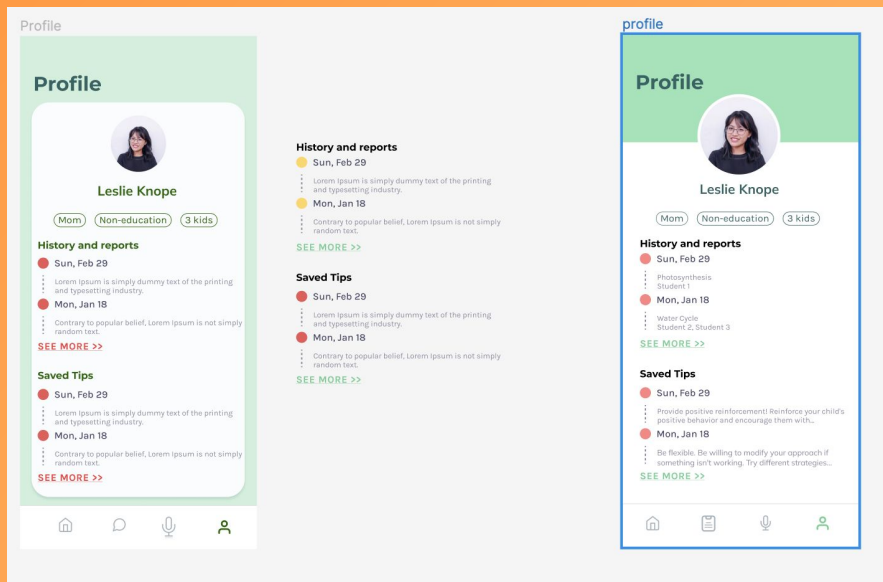 Profile
Profile
Leslie Knope
Mom
Non-education
3 kids
History and reports
Sun, Feb 29
Lorem Ipsum is simply dummy text of the printing
and typesetting industry.
Mon, Jan 18
Contrary to popular belief, Lorem Ipsum is not simply
random text.
SEE MORE >>
Saved Tips
Sun, Feb 29
Lorem Ipsum is simply dummy text of the printing
and typesetting industry.
Mon, Jan 18
Contrary to popular belief, Lorem Ipsum is not simply
random text.
SEE MORE >>
History and reports
Sun, Feb 29
Lorem Ipsum is simply dummy text of the printing
and typesetting industry.
Mon, Jan 18
Contrary to popular belief, Lorem Ipsum is not simply
random text.
SEE MORE >>
Saved Tips
Sun, Feb 29
Lorem Ipsum is simply dummy text of the printing
and typesetting industry.
Mon, Jan 18
Contrary to popular belief, Lorem Ipsum is not simply
random text.
SEE MORE >>
profile
Profile
Leslie Knope
Mom
Non-education
3 kids
History and reports
Sun, Feb 29
Photosynthesis
Student 1
Mon, Jan 18
Water Cycle
Student 2, Student 3
SEE MORE >>
Saved Tips
Sun, Feb 29
Provide positive reinforcement! Reinforce your child's
positive behavior and encourage them with...
Mon, Jan 18
Be flexible. Be willing to modify your approach if
something isn't working. Try different strategies...
SEE MORE >>